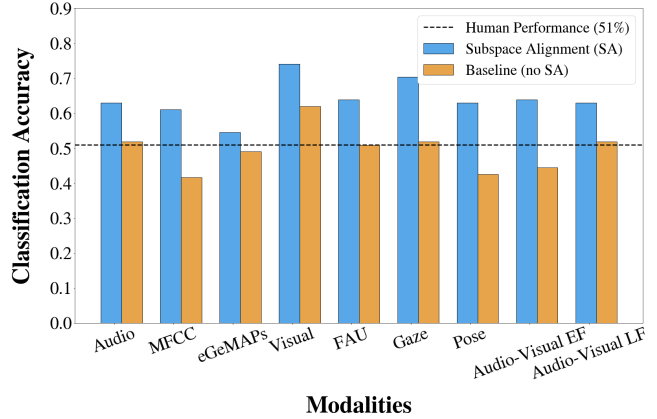 Classification Accuracy
0.9
0.8
0.7
0.6
0.5
0.4
0.3
0.2
0.1
0.0
Human Performance (51%)
Subspace Alignment (SA)
Baseline (no SA)
Audio
MFCC
eGeMAPs
Visual
FAU
Gaze
Pose
Audio-Visual EF
Audio-Visual LF
Modalities